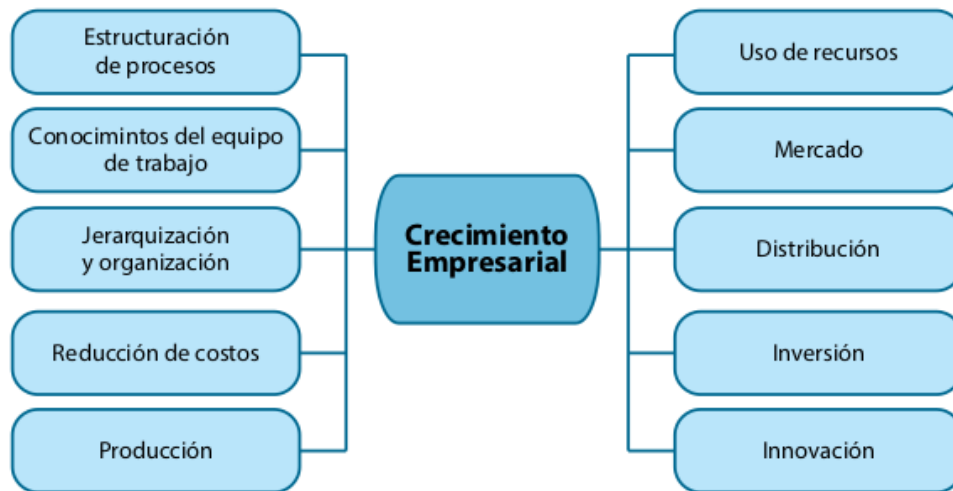 Estructuración
de procesos
Conocimintos del equipo
de trabajo
Jerarquización
y organización
Reducción de costos
Producción
Crecimiento
Empresarial
Uso de recursos
Mercado
Distribución
Inversión
Innovación